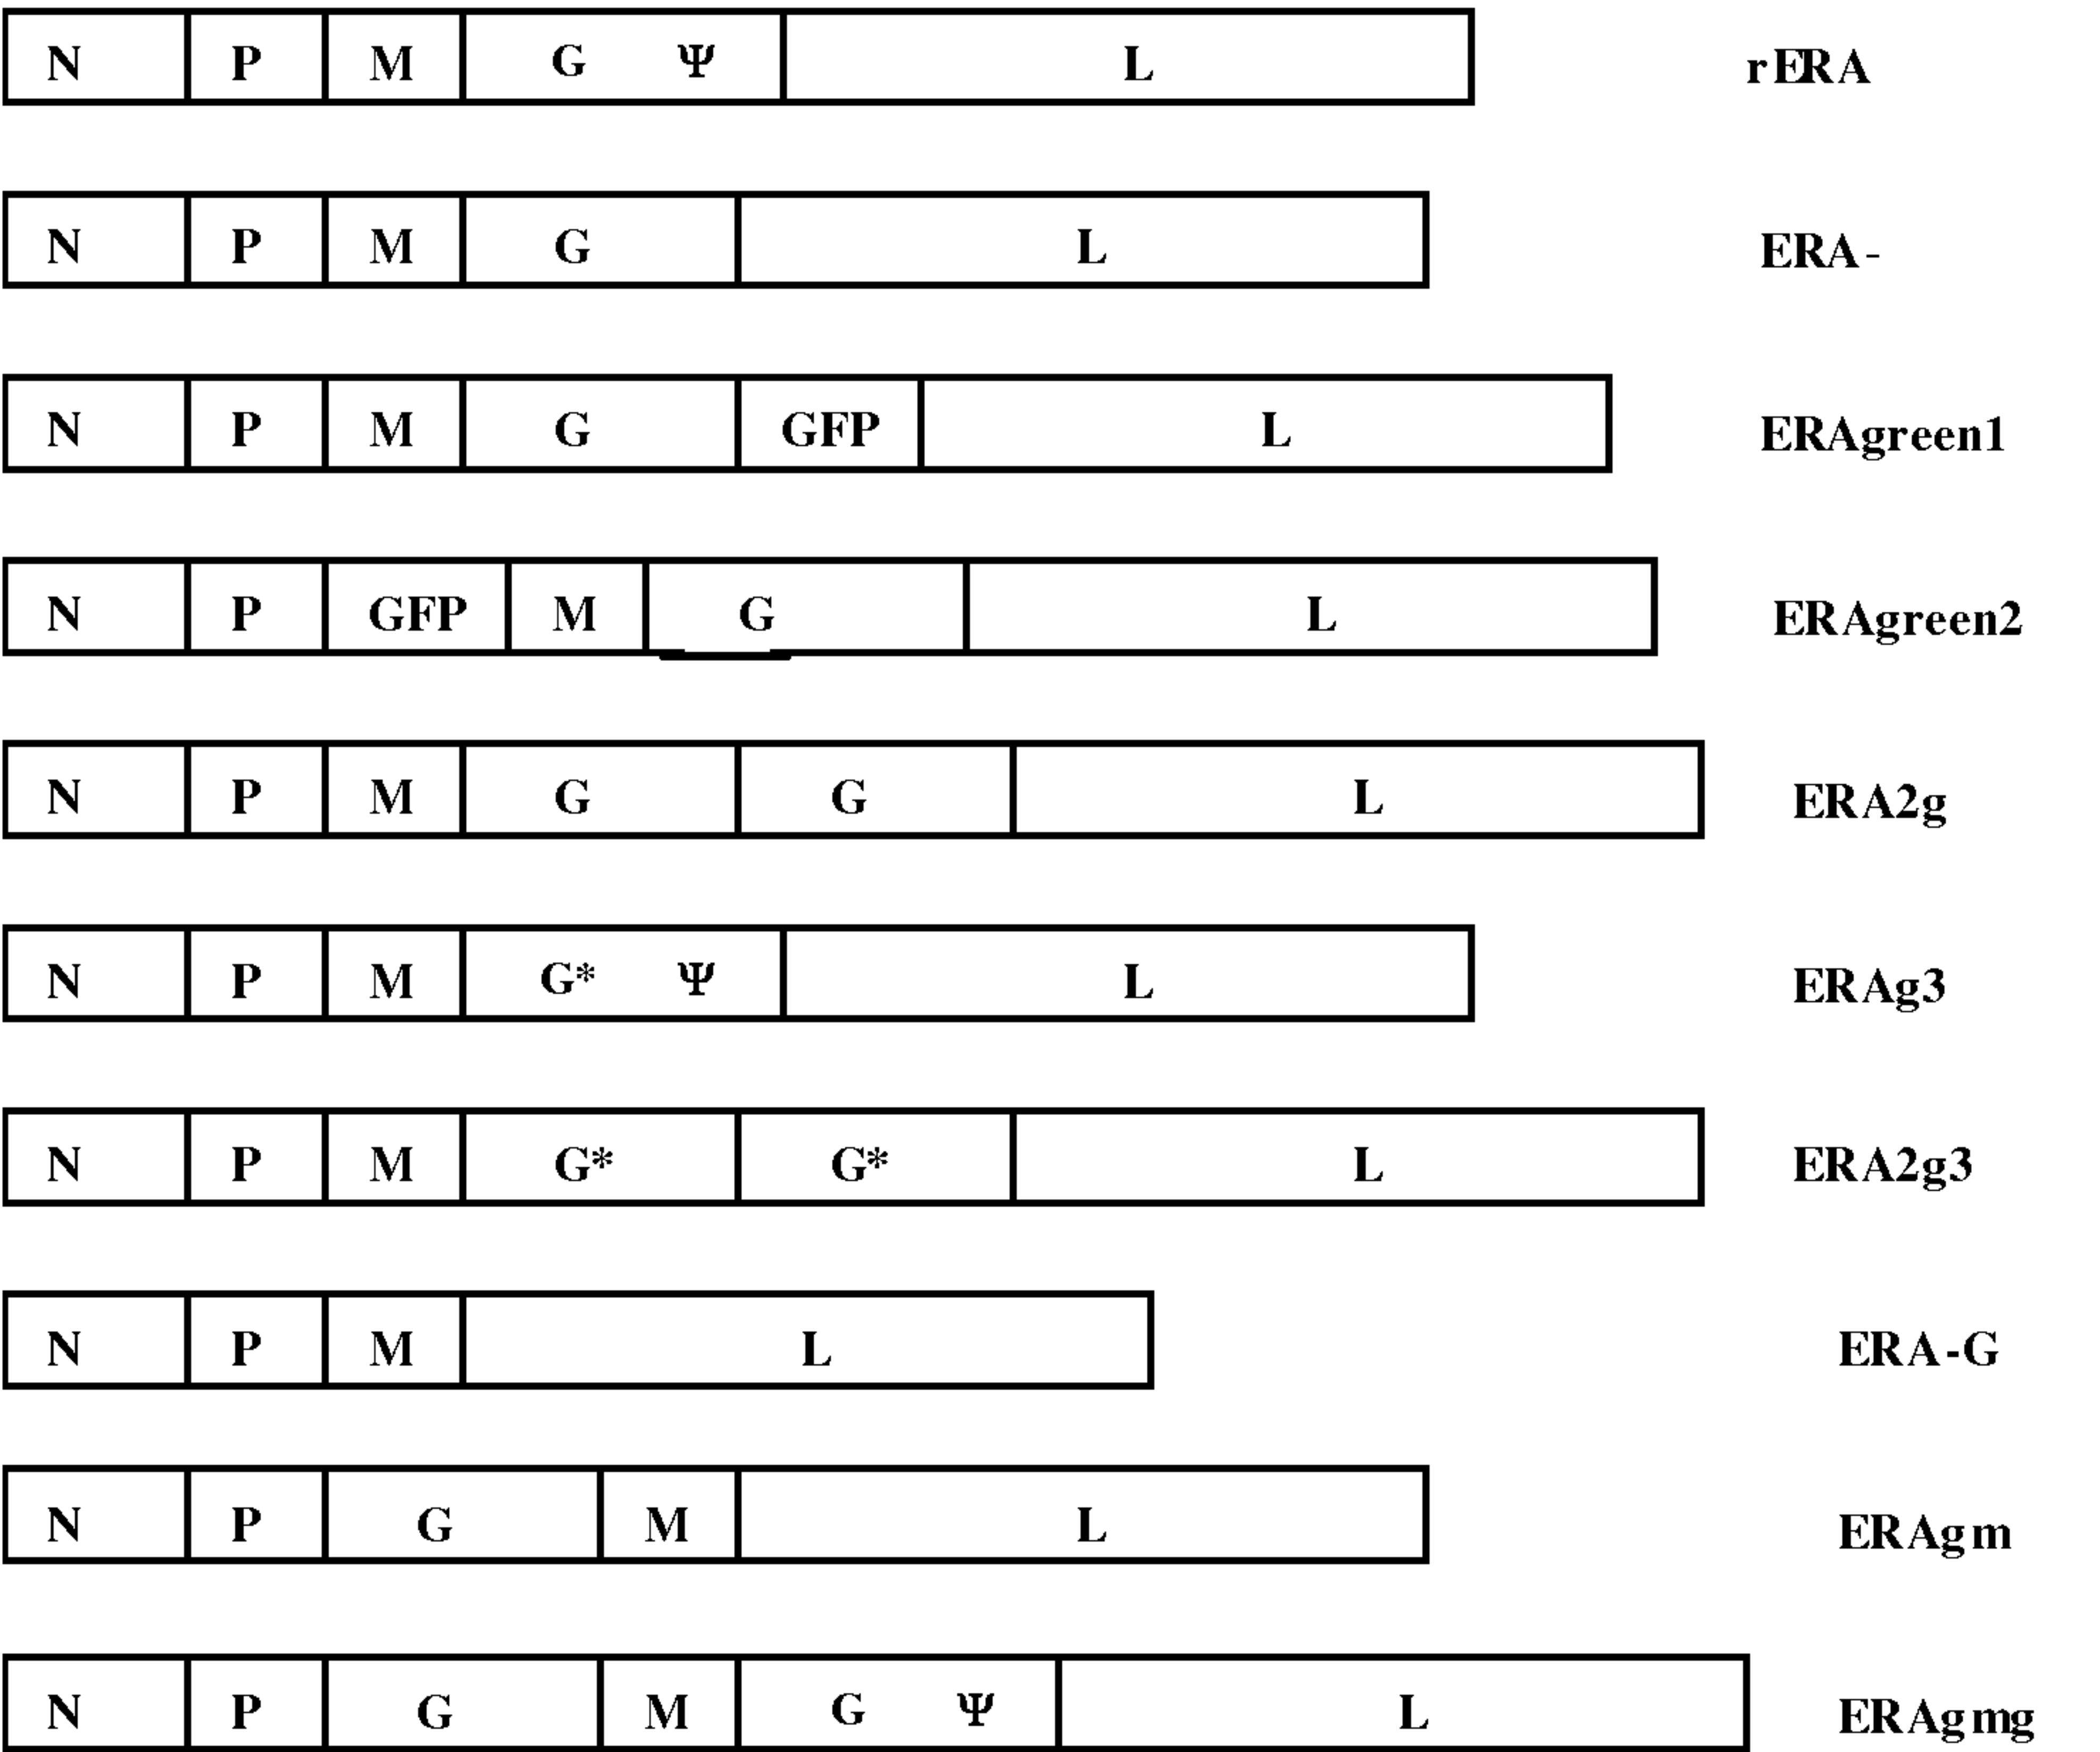 N P M G Ψ L rERA
N P M G L ERA-
N P M G GFP L ERAgreen1
N P GFP M G L ERAgreen2
N P M G G L ERA2g
N P M G* Ψ L ERAg3
N P M G* G* L ERA2g3
N P M L ERA-G
N P G M L ERAgm
N P G M G Ψ L ERAgmg